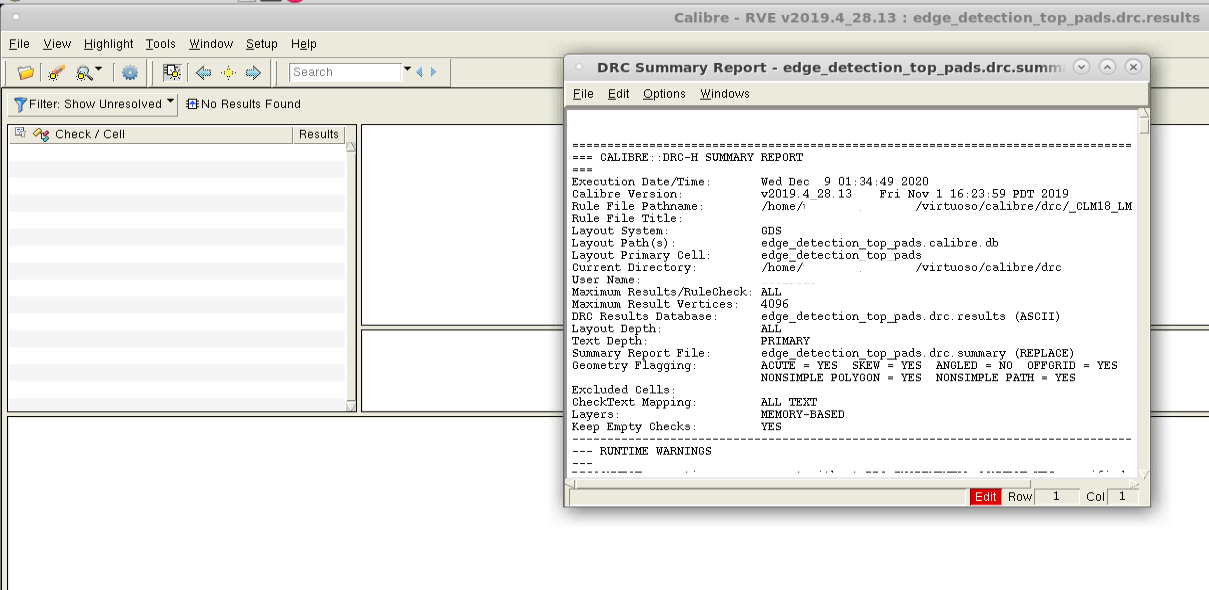 Calibre - RVE v2019.4_28.13 : edge_detection_top_pads.drc.results
File View Highlight Tools Window Setup Help
Search
Filter: Show Unresolved No Results Found
Check / Cell Results
DRC Summary Report - edge_detection_top_pads.drc.summ
File Edit Options Windows
================================================================================
=== CALIBRE::DRC-H SUMMARY REPORT
===
Execution Date/Time: Wed Dec 9 01:34:49 2020
Calibre Version: v2019.4_28.13 Fri Nov 1 16:23:59 PDT 2019
Rule File Pathname: /home/ /virtuoso/calibre/drc/_CLM18_LM
Rule File Title:
Layout System: GDS
Layout Path(s): edge_detection_top_pads.calibre.db
Layout Primary Cell: edge_detection_top_pads
Current Directory: /home/ /virtuoso/calibre/drc
User Name:
Maximum Results/RuleCheck: ALL
Maximum Result Vertices: 4096
DRC Results Database: edge_detection_top_pads.drc.results (ASCII)
Layout Depth: ALL
Text Depth: PRIMARY
Summary Report File: edge_detection_top_pads.drc.summary (REPLACE)
Geometry Flagging: ACUTE = YES SKEW = YES ANGLED = NO OFFGRID = YES
NONSIMPLE POLYGON = YES NONSIMPLE PATH = YES
Excluded Cells:
CheckText Mapping: ALL TEXT
Layers: MEMORY-BASED
Keep Empty Checks: YES
--------------------------------------------------------------------------------
--- RUNTIME WARNINGS
---
Edit Row 1 Col 1